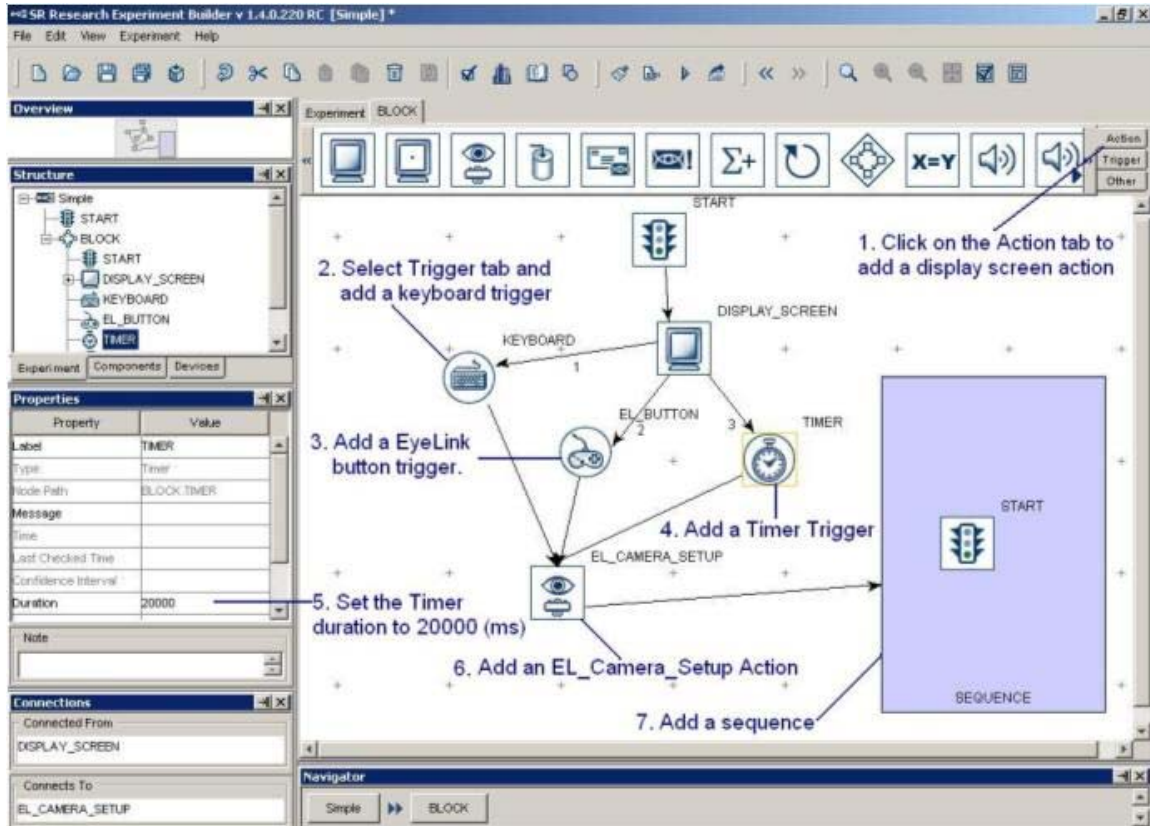 SR Research Experiment Builder v 1.4.0.220 RC [Simple] *
File Edit View Experiment Help
Overview
Structure
Simple
START
BLOCK
START
DISPLAY_SCREEN
KEYBOARD
EL_BUTTON
TIMER
Experiment Components Devices
Properties
Property Value
Label TIMER
Type Timer
Node Path BLOCK.TIMER
Message
Time
Last Checked Time
Confidence Interval
Duration 20000
Note
Connections
Connected From
DISPLAY_SCREEN
Connects To
EL_CAMERA_SETUP
Experiment BLOCK
Σ+ X=Y
Action
Trigger
Other
START
1. Click on the Action tab to
add a display screen action
2. Select Trigger tab and
add a keyboard trigger
DISPLAY_SCREEN
KEYBOARD
1
EL_BUTTON
2
3
TIMER
3. Add a EyeLink
button trigger.
4. Add a Timer Trigger
START
EL_CAMERA_SETUP
5. Set the Timer
duration to 20000 (ms)
6. Add an EL_Camera_Setup Action
SEQUENCE
7. Add a sequence
Navigator
Simple BLOCK